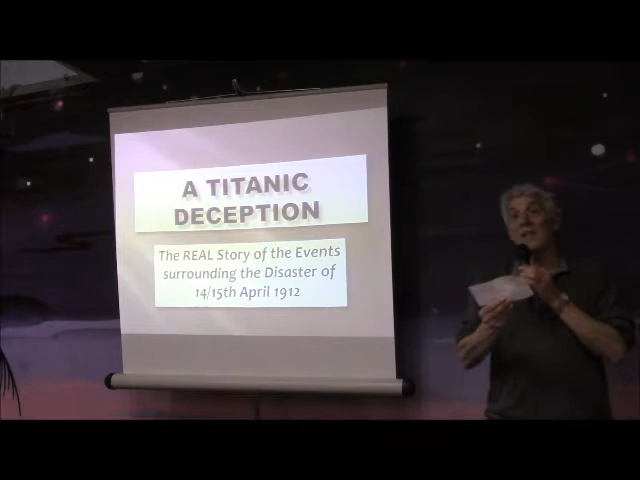 A TITANIC
DECEPTION
The REAL Story of the Events
surrounding the Disaster of
14/15th April 1912